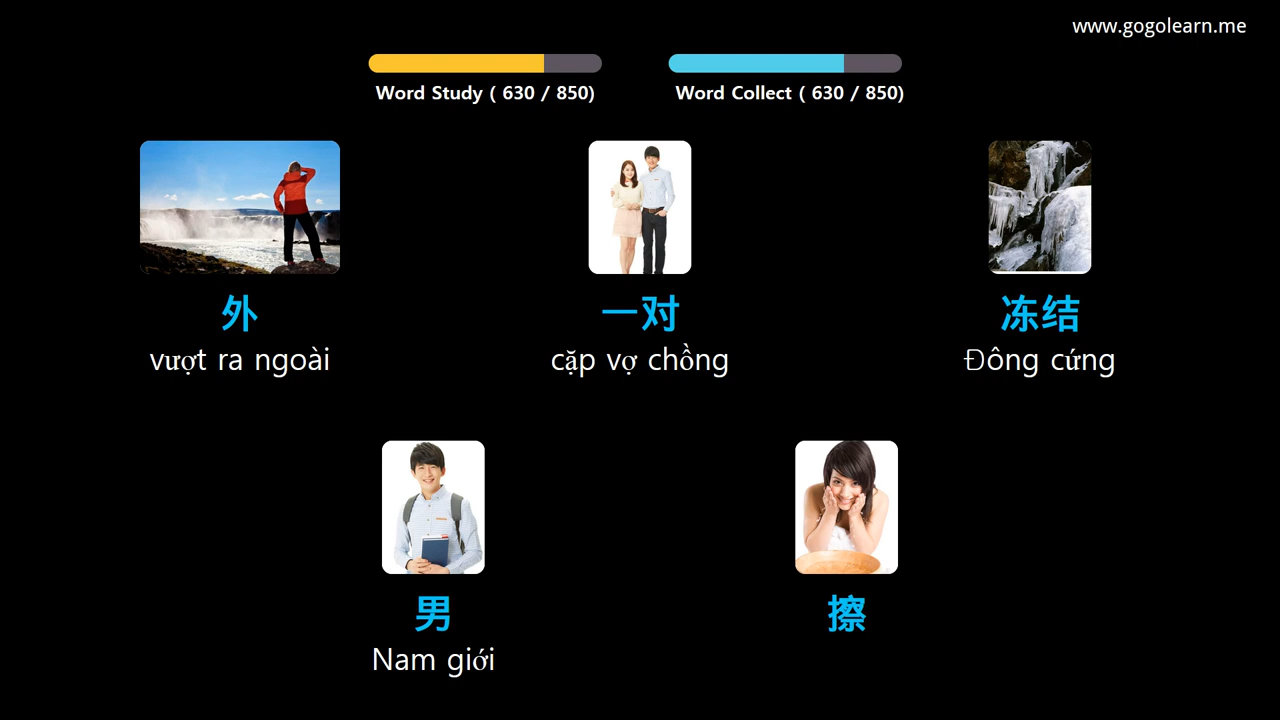 www.gogolearn.me
Word Study ( 630 / 850)
Word Collect ( 630 / 850)
外
vượt ra ngoài
一对
cặp vợ chồng
冻结
Đông cứng
男
Nam giới
擦